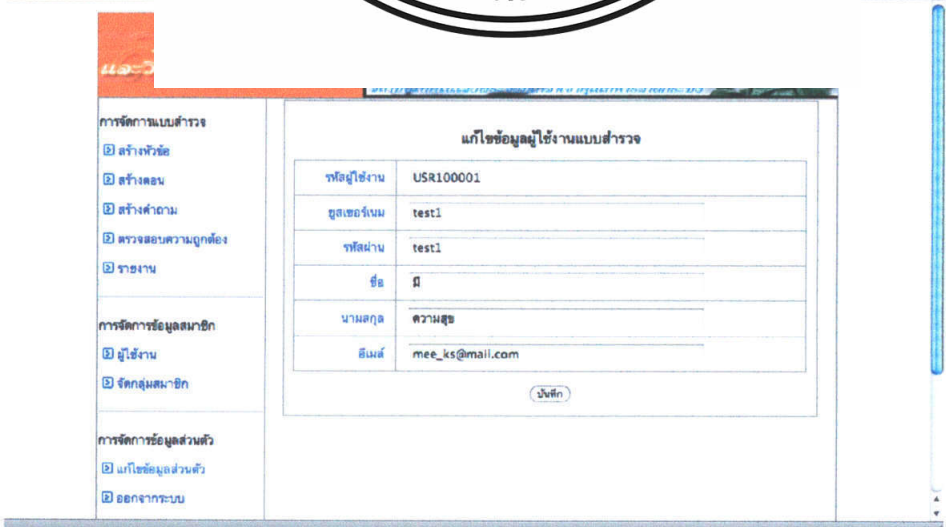 การจัดการแบบสำรวจ
สร้างหัวข้อ
สร้างตอน
สร้างคำถาม
ตรวจสอบความถูกต้อง
รายงาน
การจัดการข้อมูลสมาชิก
ผู้ใช้งาน
จัดกลุ่มสมาชิก
การจัดการข้อมูลส่วนตัว
แก้ไขข้อมูลส่วนตัว
ออกจากระบบ
แก้ไขข้อมูลผู้ใช้งานแบบสำรวจ
รหัสผู้ใช้งาน USR100001
ยูสเซอร์เนม test1
รหัสผ่าน test1
ชื่อ มี
นามสกุล ความสุข
อีเมล์ mee_ks@mail.com
บันทึก